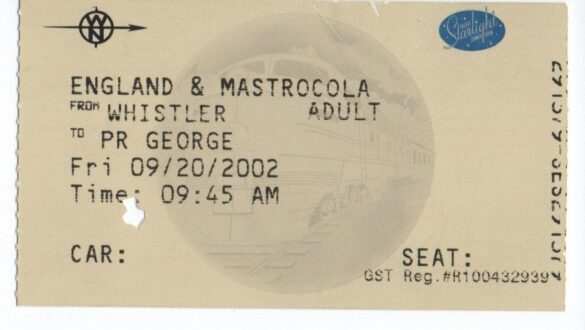 W
N
Starlight
ENGLAND & MASTROCOLA
FROM WHISTLER ADULT
TO PR GEORGE
Fri 09/20/2002
Time: 09:45 AM
CAR: SEAT:
GST Reg.#R100432939